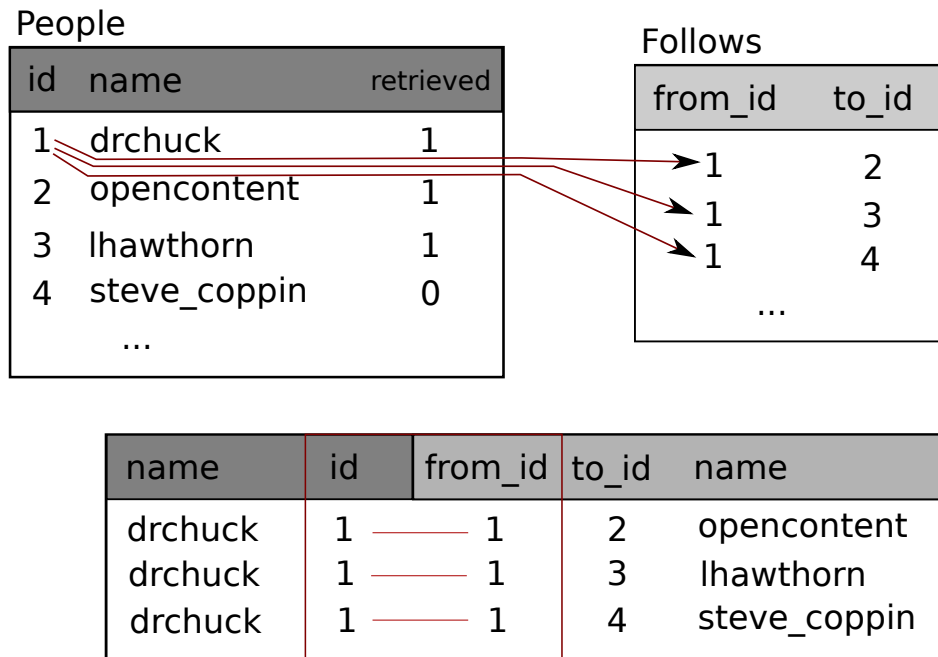 People
id name retrieved
1 drchuck 1
2 opencontent 1
3 lhawthorn 1
4 steve_coppin 0
...
Follows
from_id to_id
1 2
1 3
1 4
...
name id from_id to_id name
drchuck 1 1 2 opencontent
drchuck 1 1 3 lhawthorn
drchuck 1 1 4 steve_coppin